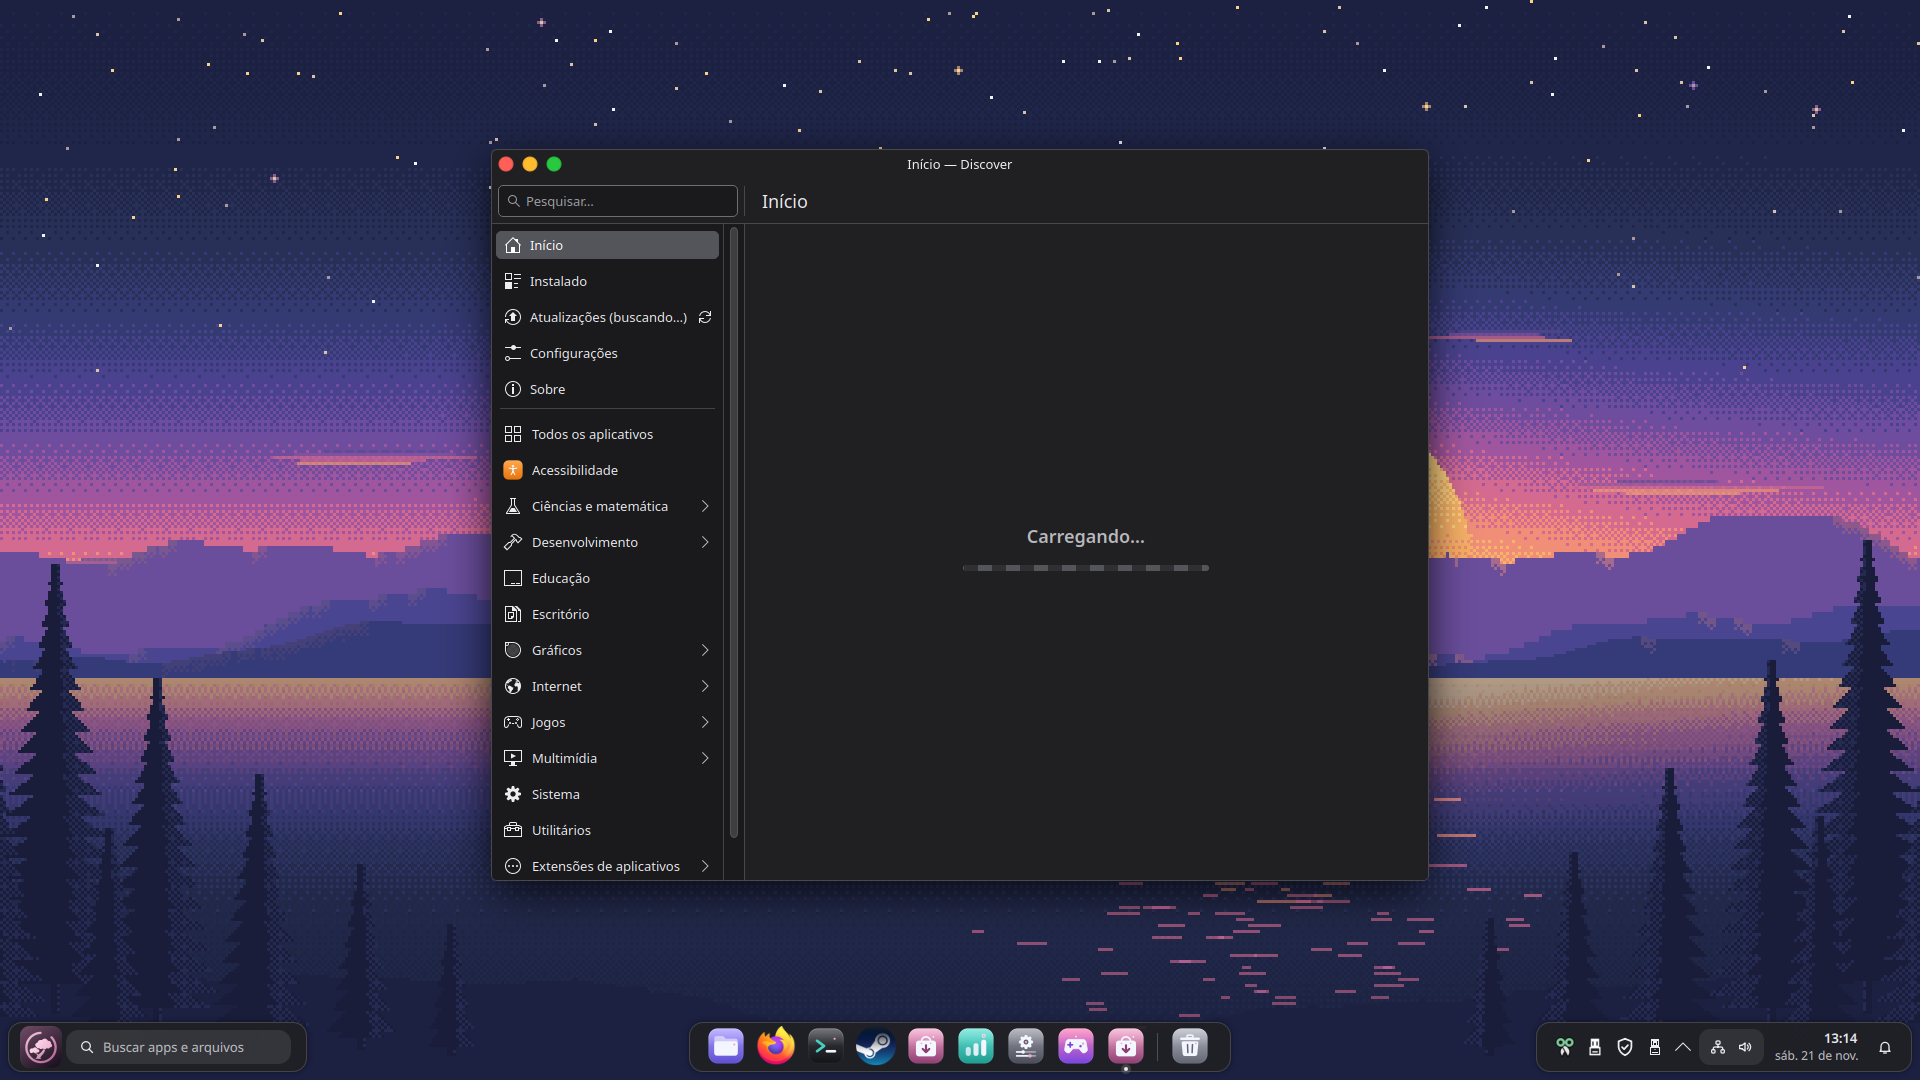 Início — Discover
Pesquisar...
Início
Início
Instalado
Atualizações (buscando...)
Configurações
Sobre
Todos os aplicativos
Acessibilidade
Ciências e matemática
Desenvolvimento
Educação
Escritório
Gráficos
Internet
Jogos
Multimídia
Sistema
Utilitários
Extensões de aplicativos
Carregando...
Buscar apps e arquivos
13:14
sáb. 21 de nov.